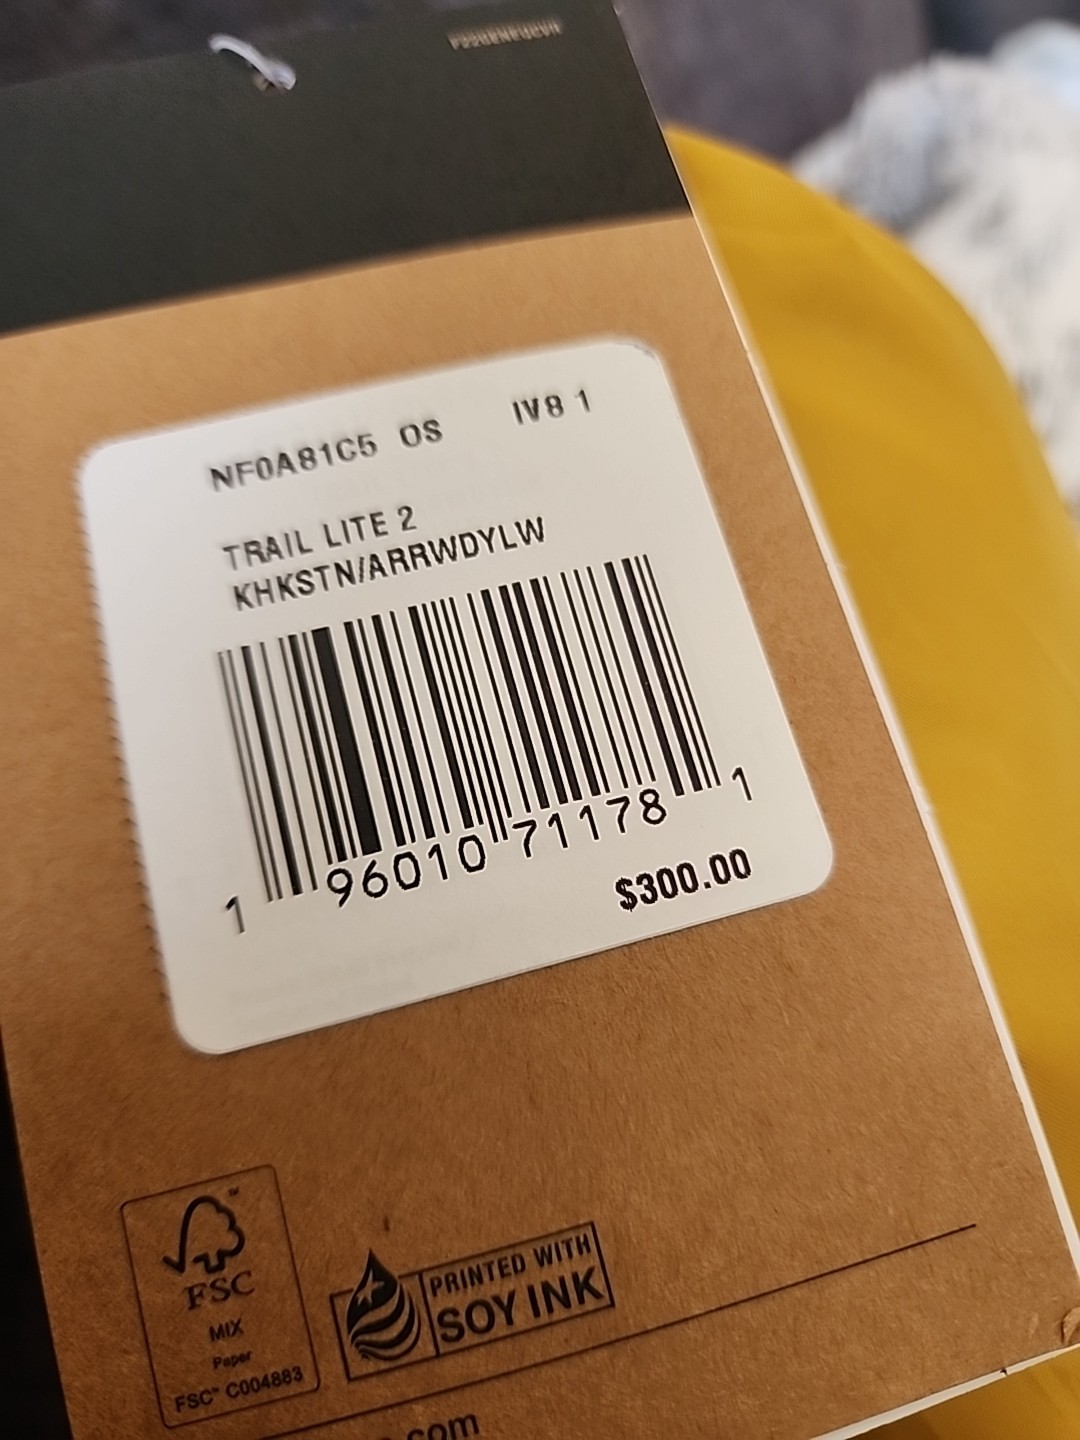 NF0A81C5 OS IV8 1
TRAIL LITE 2
KHKSTN/ARRWDYLW
1 96010 71178 1
$300.00
FSC
MIX
Paper
FSC™ C004883
PRINTED WITH
SOY INK
.com